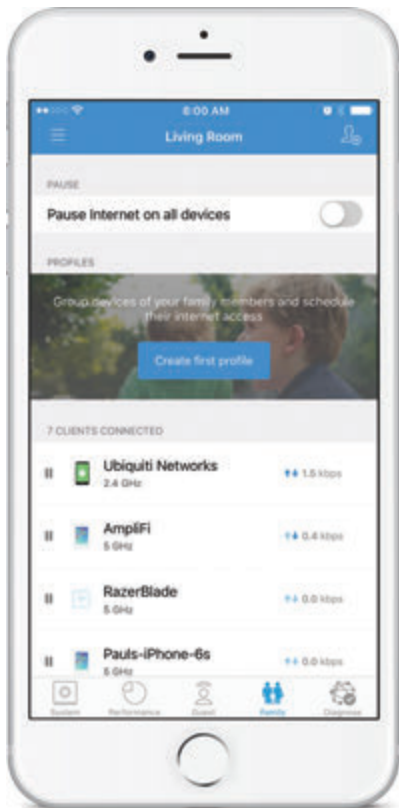 8:00 AM
Living Room
PAUSE
Pause Internet on all devices
PROFILES
Group devices of your family members and schedule
their internet access
Create first profile
7 CLIENTS CONNECTED
Ubiquiti Networks
2.4 GHz
1.5 kbps
AmpliFi
5 GHz
0.4 kbps
RazerBlade
5 GHz
0.0 kbps
Pauls-iPhone-6s
5 GHz
0.0 kbps
System
Performance
Guest
Family
Diagnose